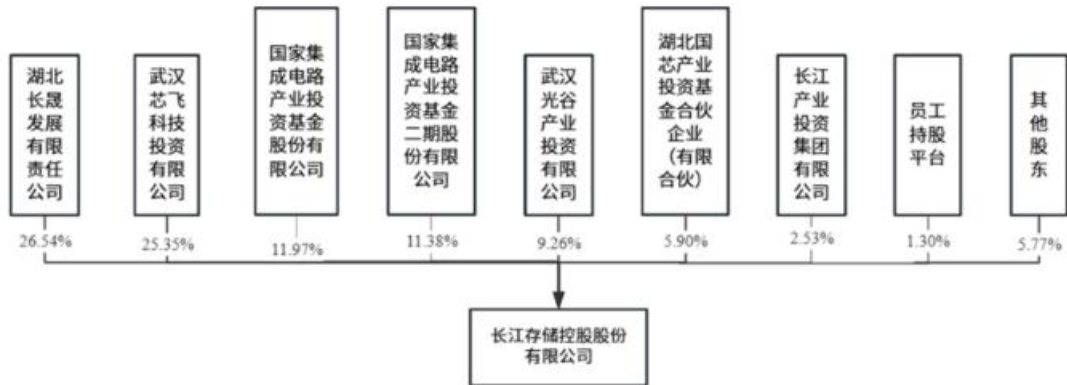 湖北
长晟
发展
有限
责任
公司
武汉
芯飞
科技
投资
有限
公司
国家集
成电路
产业投
资基金
股份有
限公司
国家集
成电路
产业投
资基金
二期股
份有限
公司
武汉
光谷
产业
投资
有限
公司
湖北国
芯产业
投资基
金合伙
企业
（有限
合伙）
长江
产业
投资
集团
有限
公司
员工
持股
平台
其
他
股
东
26.54%
25.35%
11.97%
11.38%
9.26%
5.90%
2.53%
1.30%
5.77%
长江存储控股股份
有限公司